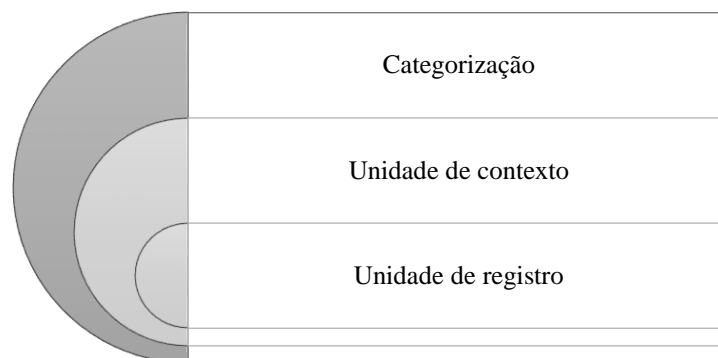 Categorização
Unidade de contexto
Unidade de registro